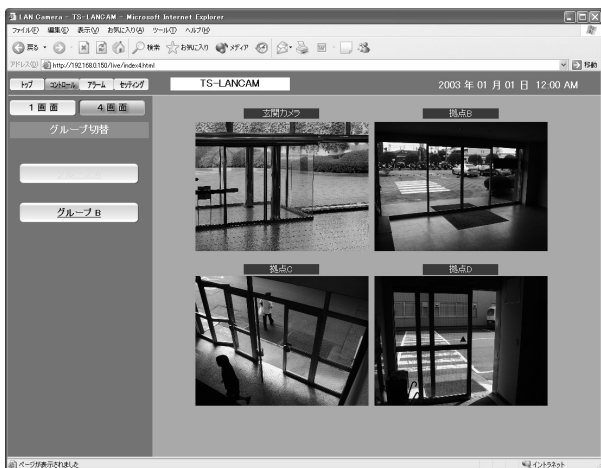 LAN Camera - TS-LANCAM - Microsoft Internet Explorer
ファイル(F) 編集(E) 表示(V) お気に入り(A) ツール(T) ヘルプ(H)
戻る 検索 お気に入り メディア
アドレス(D) http://192.168.0.150/live/index4.html 移動
トップ コントロール アラーム セッティング TS-LANCAM 2003 年 01 月 01 日 12:00 AM
1 画 面 4 画 面
グループ切替
グループ B
玄関カメラ 拠点B
拠点C 拠点D
ページが表示されました イントラネット